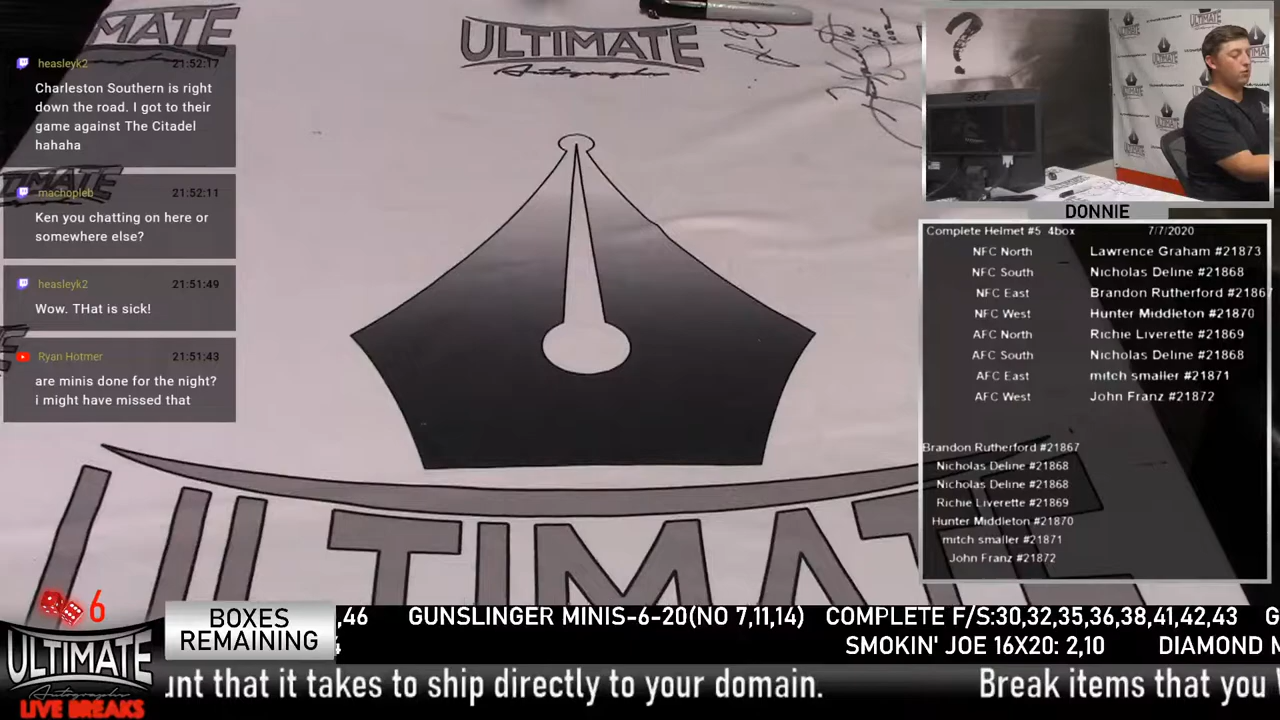 ULTIMATE
Autographs
heasleyk2 21:52:17
Charleston Southern is right
down the road. I got to their
game against The Citadel
hahaha
machopleb 21:52:11
Ken you chatting on here or
somewhere else?
heasleyk2 21:51:49
Wow. THat is sick!
Ryan Hotmer 21:51:43
are minis done for the night?
i might have missed that
DONNIE
Complete Helmet #5 4box 7/7/2020
NFC North Lawrence Graham #21873
NFC South Nicholas Deline #21868
NFC East Brandon Rutherford #2186
NFC West Hunter Middleton #21870
AFC North Richie Liverette #21869
AFC South Nicholas Deline #21868
AFC East mitch smaller #21871
AFC West John Franz #21872
Brandon Rutherford #21867
Nicholas Deline #21868
Nicholas Deline #21868
Richie Liverette #21869
Hunter Middleton #21870
mitch smaller #21871
John Franz #21872
ULTIMATE
6
ULTIMATE
Autographs
LIVE BREAKS
BOXES
REMAINING
,46 GUNSLINGER MINIS-6-20(NO 7,11,14) COMPLETE F/S:30,32,35,36,38,41,42,43 G
SMOKIN' JOE 16X20: 2,10 DIAMOND
unt that it takes to ship directly to your domain. Break items that you